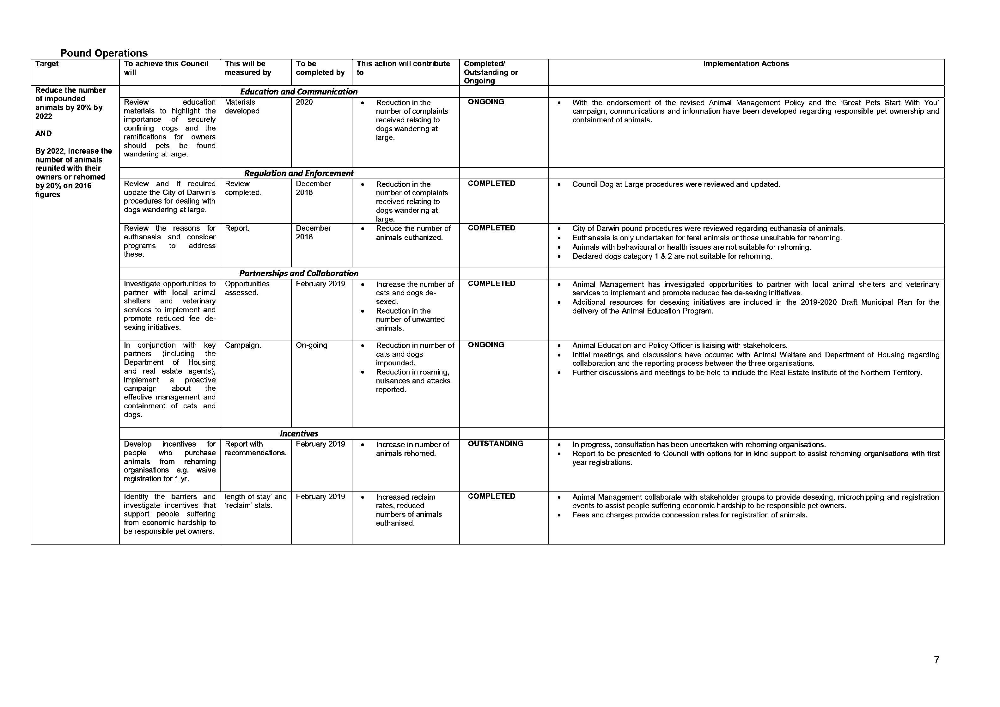 Pound Operations
Target
To achieve this Council
will
This will be
measured by
To be
completed by
This action will contribute
to
Completed/
Outstanding or
Ongoing
Implementation Actions
Reduce the number
of impounded
animals by 20% by
2022
AND
By 2022, increase the
number of animals
reunited with their
owners or rehomed
by 20% on 2016
figures
Education and Communication
Review education
materials to highlight the
importance of securely
confining dogs and the
ramifications for owners
should pets be found
wandering at large.
Materials
developed
2020
• Reduction in the
number of complaints
received relating to
dogs wandering at
large.
ONGOING
• With the endorsement of the revised Animal Management Policy and the ‘Great Pets Start With You’
campaign, communications and information have been developed regarding responsible pet ownership and
containment of animals.
Regulation and Enforcement
Review and if required
update the City of Darwin’s
procedures for dealing with
dogs wandering at large.
Review
completed.
December
2018
• Reduction in the
number of complaints
received relating to
dogs wandering at
large.
COMPLETED
• Council Dog at Large procedures were reviewed and updated.
Review the reasons for
euthanasia and consider
programs to address
these.
Report.
December
2018
• Reduce the number of
animals euthanized.
COMPLETED
• City of Darwin pound procedures were reviewed regarding euthanasia of animals.
• Euthanasia is only undertaken for feral animals or those unsuitable for rehoming.
• Animals with behavioural or health issues are not suitable for rehoming.
• Declared dogs category 1 & 2 are not suitable for rehoming.
Partnerships and Collaboration
Investigate opportunities to
partner with local animal
shelters and veterinary
services to implement and
promote reduced fee de-
sexing initiatives.
Opportunities
assessed.
February 2019
• Increase the number of
cats and dogs de-
sexed.
• Reduction in the
number of unwanted
animals.
COMPLETED
• Animal Management has investigated opportunities to partner with local animal shelters and veterinary
services to implement and promote reduced fee de-sexing initiatives.
• Additional resources for desexing initiatives are included in the 2019-2020 Draft Municipal Plan for the
delivery of the Animal Education Program.
In conjunction with key
partners (including the
Department of Housing
and real estate agents),
implement a proactive
campaign about the
effective management and
containment of cats and
dogs.
Campaign.
On-going
• Reduction in number of
cats and dogs
impounded.
• Reduction in roaming,
nuisances and attacks
reported.
ONGOING
• Animal Education and Policy Officer is liaising with stakeholders.
• Initial meetings and discussions have occurred with Animal Welfare and Department of Housing regarding
collaboration and the reporting process between the three organisations.
• Further discussions and meetings to be held to include the Real Estate Institute of the Northern Territory.
Incentives
Develop incentives for
people who purchase
animals from rehoming
organisations e.g. waive
registration for 1 yr.
Report with
recommendations.
February 2019
• Increase in number of
animals rehomed.
OUTSTANDING
• In progress, consultation has been undertaken with rehoming organisations.
• Report to be presented to Council with options for in-kind support to assist rehoming organisations with first
year registrations.
Identify the barriers and
investigate incentives that
support people suffering
from economic hardship to
be responsible pet owners.
length of stay’ and
‘reclaim’ stats.
February 2019
• Increased reclaim
rates, reduced
numbers of animals
euthanised.
COMPLETED
• Animal Management collaborate with stakeholder groups to provide desexing, microchipping and registration
events to assist people suffering economic hardship to be responsible pet owners.
• Fees and charges provide concession rates for registration of animals.
7